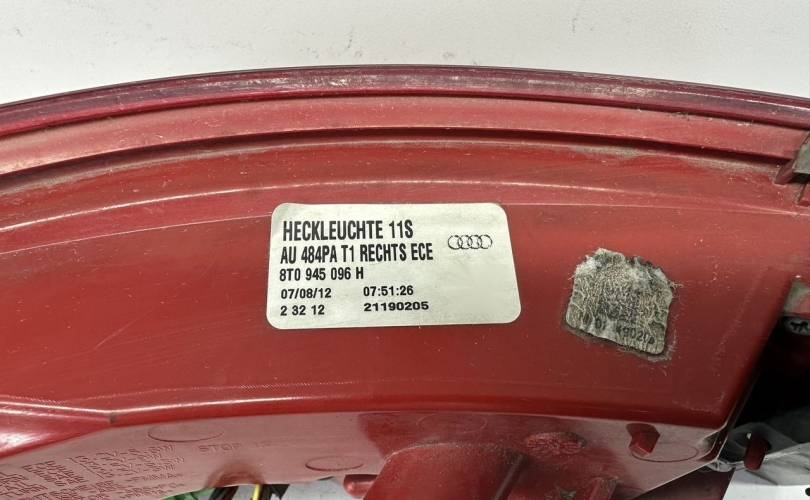 HECKLEUCHTE 11S
AU 484PA T1 RECHTS ECE
8T0 945 096 H
07/08/12 07:51:26
2 32 12 21190205
STOP